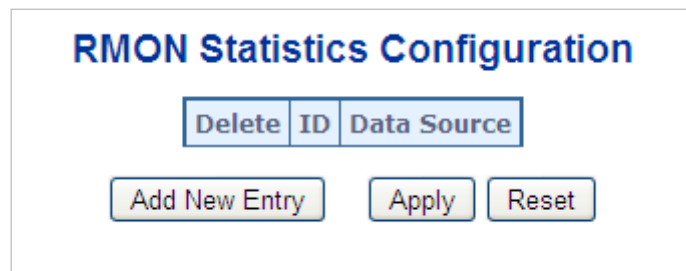 RMON Statistics Configuration
Delete ID Data Source
Add New Entry Apply Reset